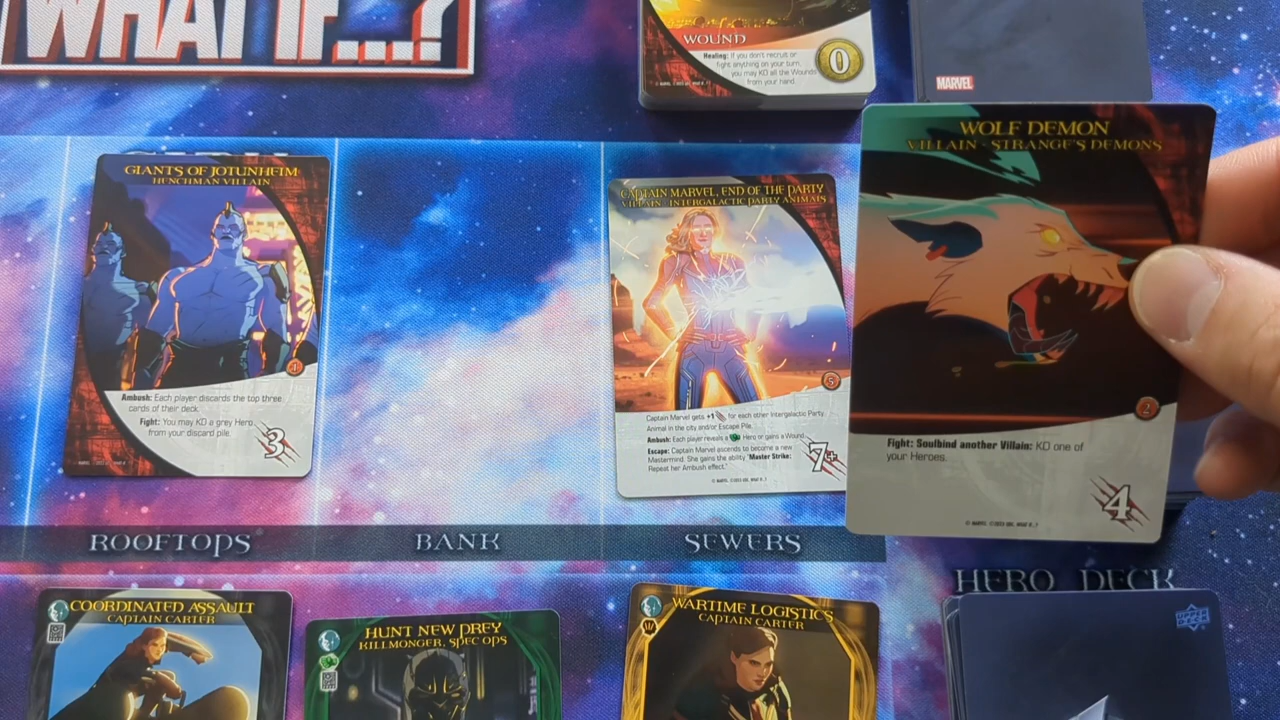 WHAT IF...?
WOUND
Healing: If you don't recruit or
fight anything on your turn,
you may KO all the Wounds
from your hand.
0
MARVEL
GIANTS OF JOTUNHEIM
HENCHMAN VILLAIN
4
Ambush: Each player discards the top three
cards of their deck.
Fight: You may KO a grey Hero
from your discard pile.
3
CAPTAIN MARVEL, END OF THE PARTY
VILLAIN - INTERGALACTIC PARTY ANIMALS
5
Captain Marvel gets +1 for each other Intergalactic Party
Animal in the city and/or Escape Pile.
Ambush: Each player reveals a Hero or gains a Wound.
Escape: Captain Marvel ascends to become a new
Mastermind. She gains the ability "Master Strike:
Repeat her Ambush effect."
7+
WOLF DEMON
VILLAIN - STRANGE'S DEMONS
2
Fight: Soulbind another Villain: KO one of
your Heroes.
4
ROOFTOPS
BANK
SEWERS
HERO DECK
COORDINATED ASSAULT
CAPTAIN CARTER
HUNT NEW PREY
KILLMONGER, SPEC OPS
WARTIME LOGISTICS
CAPTAIN CARTER
UPPER DECK